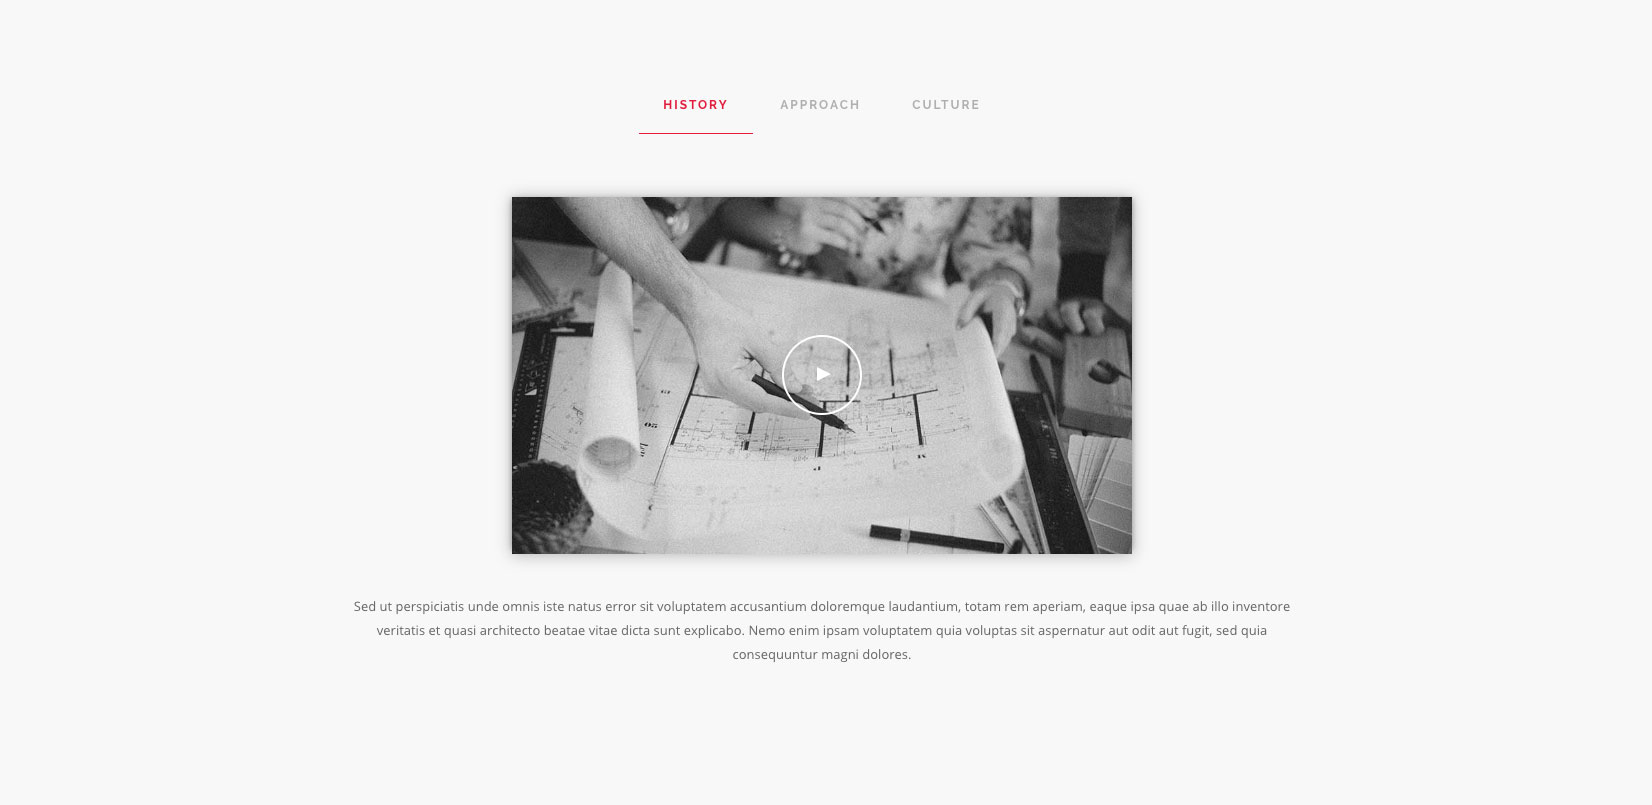 HISTORY APPROACH CULTURE
Sed ut perspiciatis unde omnis iste natus error sit voluptatem accusantium doloremque laudantium, totam rem aperiam, eaque ipsa quae ab illo inventore
veritatis et quasi architecto beatae vitae dicta sunt explicabo. Nemo enim ipsam voluptatem quia voluptas sit aspernatur aut odit aut fugit, sed quia
consequuntur magni dolores.